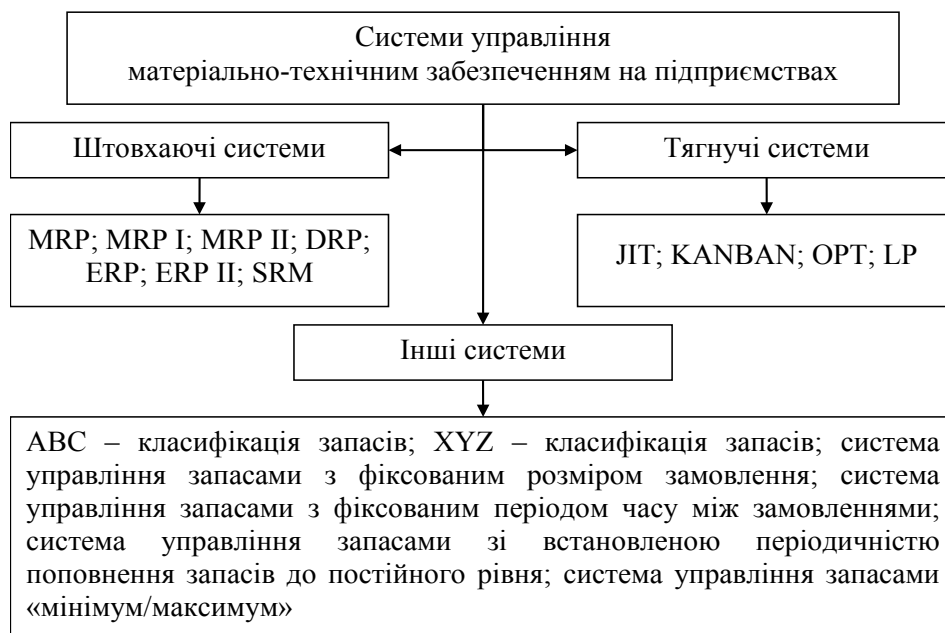 Системи управління
матеріально-технічним забезпеченням на підприємствах
Штовхаючі системи
Тягнучі системи
MRP; MRP I; MRP II; DRP;
ERP; ERP II; SRM
JIT; KANBAN; OPT; LP
Інші системи
ABC – класифікація запасів; XYZ – класифікація запасів; система
управління запасами з фіксованим розміром замовлення; система
управління запасами з фіксованим періодом часу між замовленнями;
система управління запасами зі встановленою періодичністю
поповнення запасів до постійного рівня; система управління запасами
«мінімум/максимум»